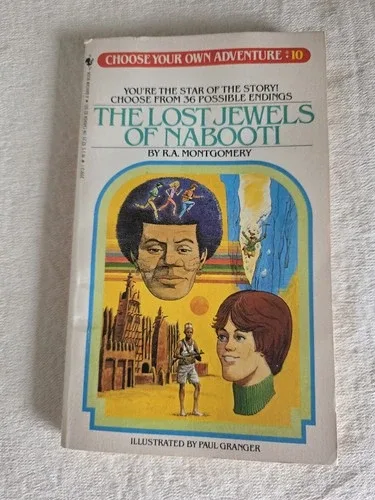 CHOOSE YOUR OWN ADVENTURE • 10
YOU'RE THE STAR OF THE STORY!
CHOOSE FROM 36 POSSIBLE ENDINGS
THE LOST JEWELS
OF NABOOTI
BY R.A. MONTGOMERY
ILLUSTRATED BY PAUL GRANGER